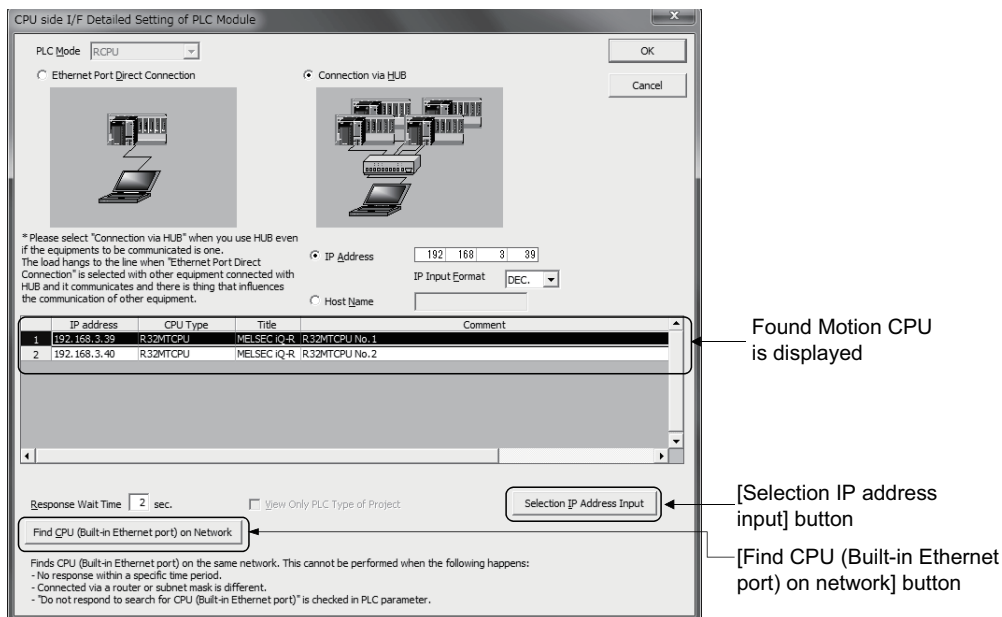 CPU side I/F Detailed Setting of PLC Module
x
PLC Mode RCPU
OK
Ethernet Port Direct Connection
Connection via HUB
Cancel
* Please select "Connection via HUB" when you use HUB even
if the equipments to be communicated is one.
The load hangs to the line when "Ethernet Port Direct
Connection" is selected with other equipment connected with
HUB and it communicates and there is thing that influences
the communication of other equipment.
IP Address 192 168 3 39
IP Input Format DEC.
Host Name
IP address CPU Type Title Comment
1 192.168.3.39 R32MTCPU MELSEC iQ-R R32MTCPU No.1
2 192.168.3.40 R32MTCPU MELSEC iQ-R R32MTCPU No.2
Found Motion CPU
is displayed
Response Wait Time 2 sec.
View Only PLC Type of Project
Selection IP Address Input
[Selection IP address
input] button
Find CPU (Built-in Ethernet port) on Network
[Find CPU (Built-in Ethernet
port) on network] button
Finds CPU (Built-in Ethernet port) on the same network. This cannot be performed when the following happens:
- No response within a specific time period.
- Connected via a router or subnet mask is different.
- "Do not respond to search for CPU (Built-in Ethernet port)" is checked in PLC parameter.